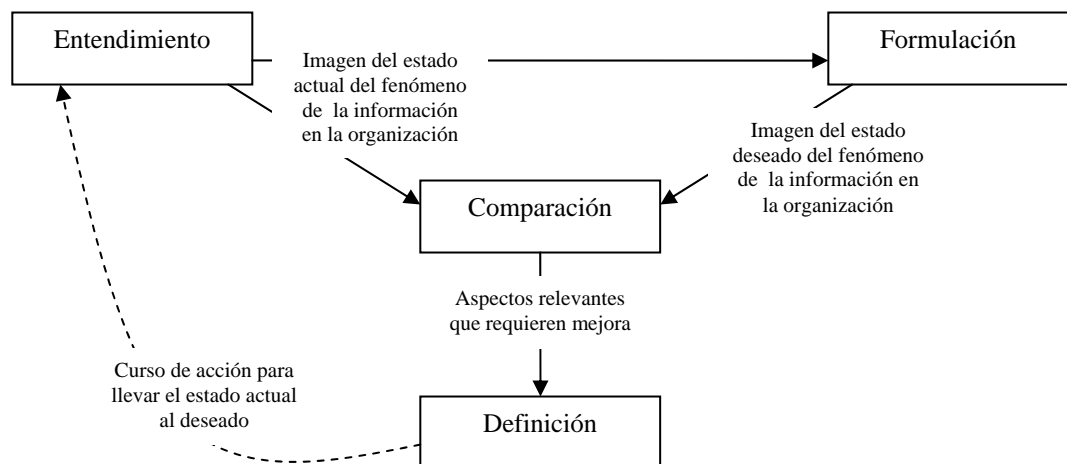 Entendimiento
Formulación
Imagen del estado
actual del fenómeno
de la información
en la organización
Imagen del estado
deseado del fenómeno
de la información en
la organización
Comparación
Aspectos relevantes
que requieren mejora
Curso de acción para
llevar el estado actual
al deseado
Definición